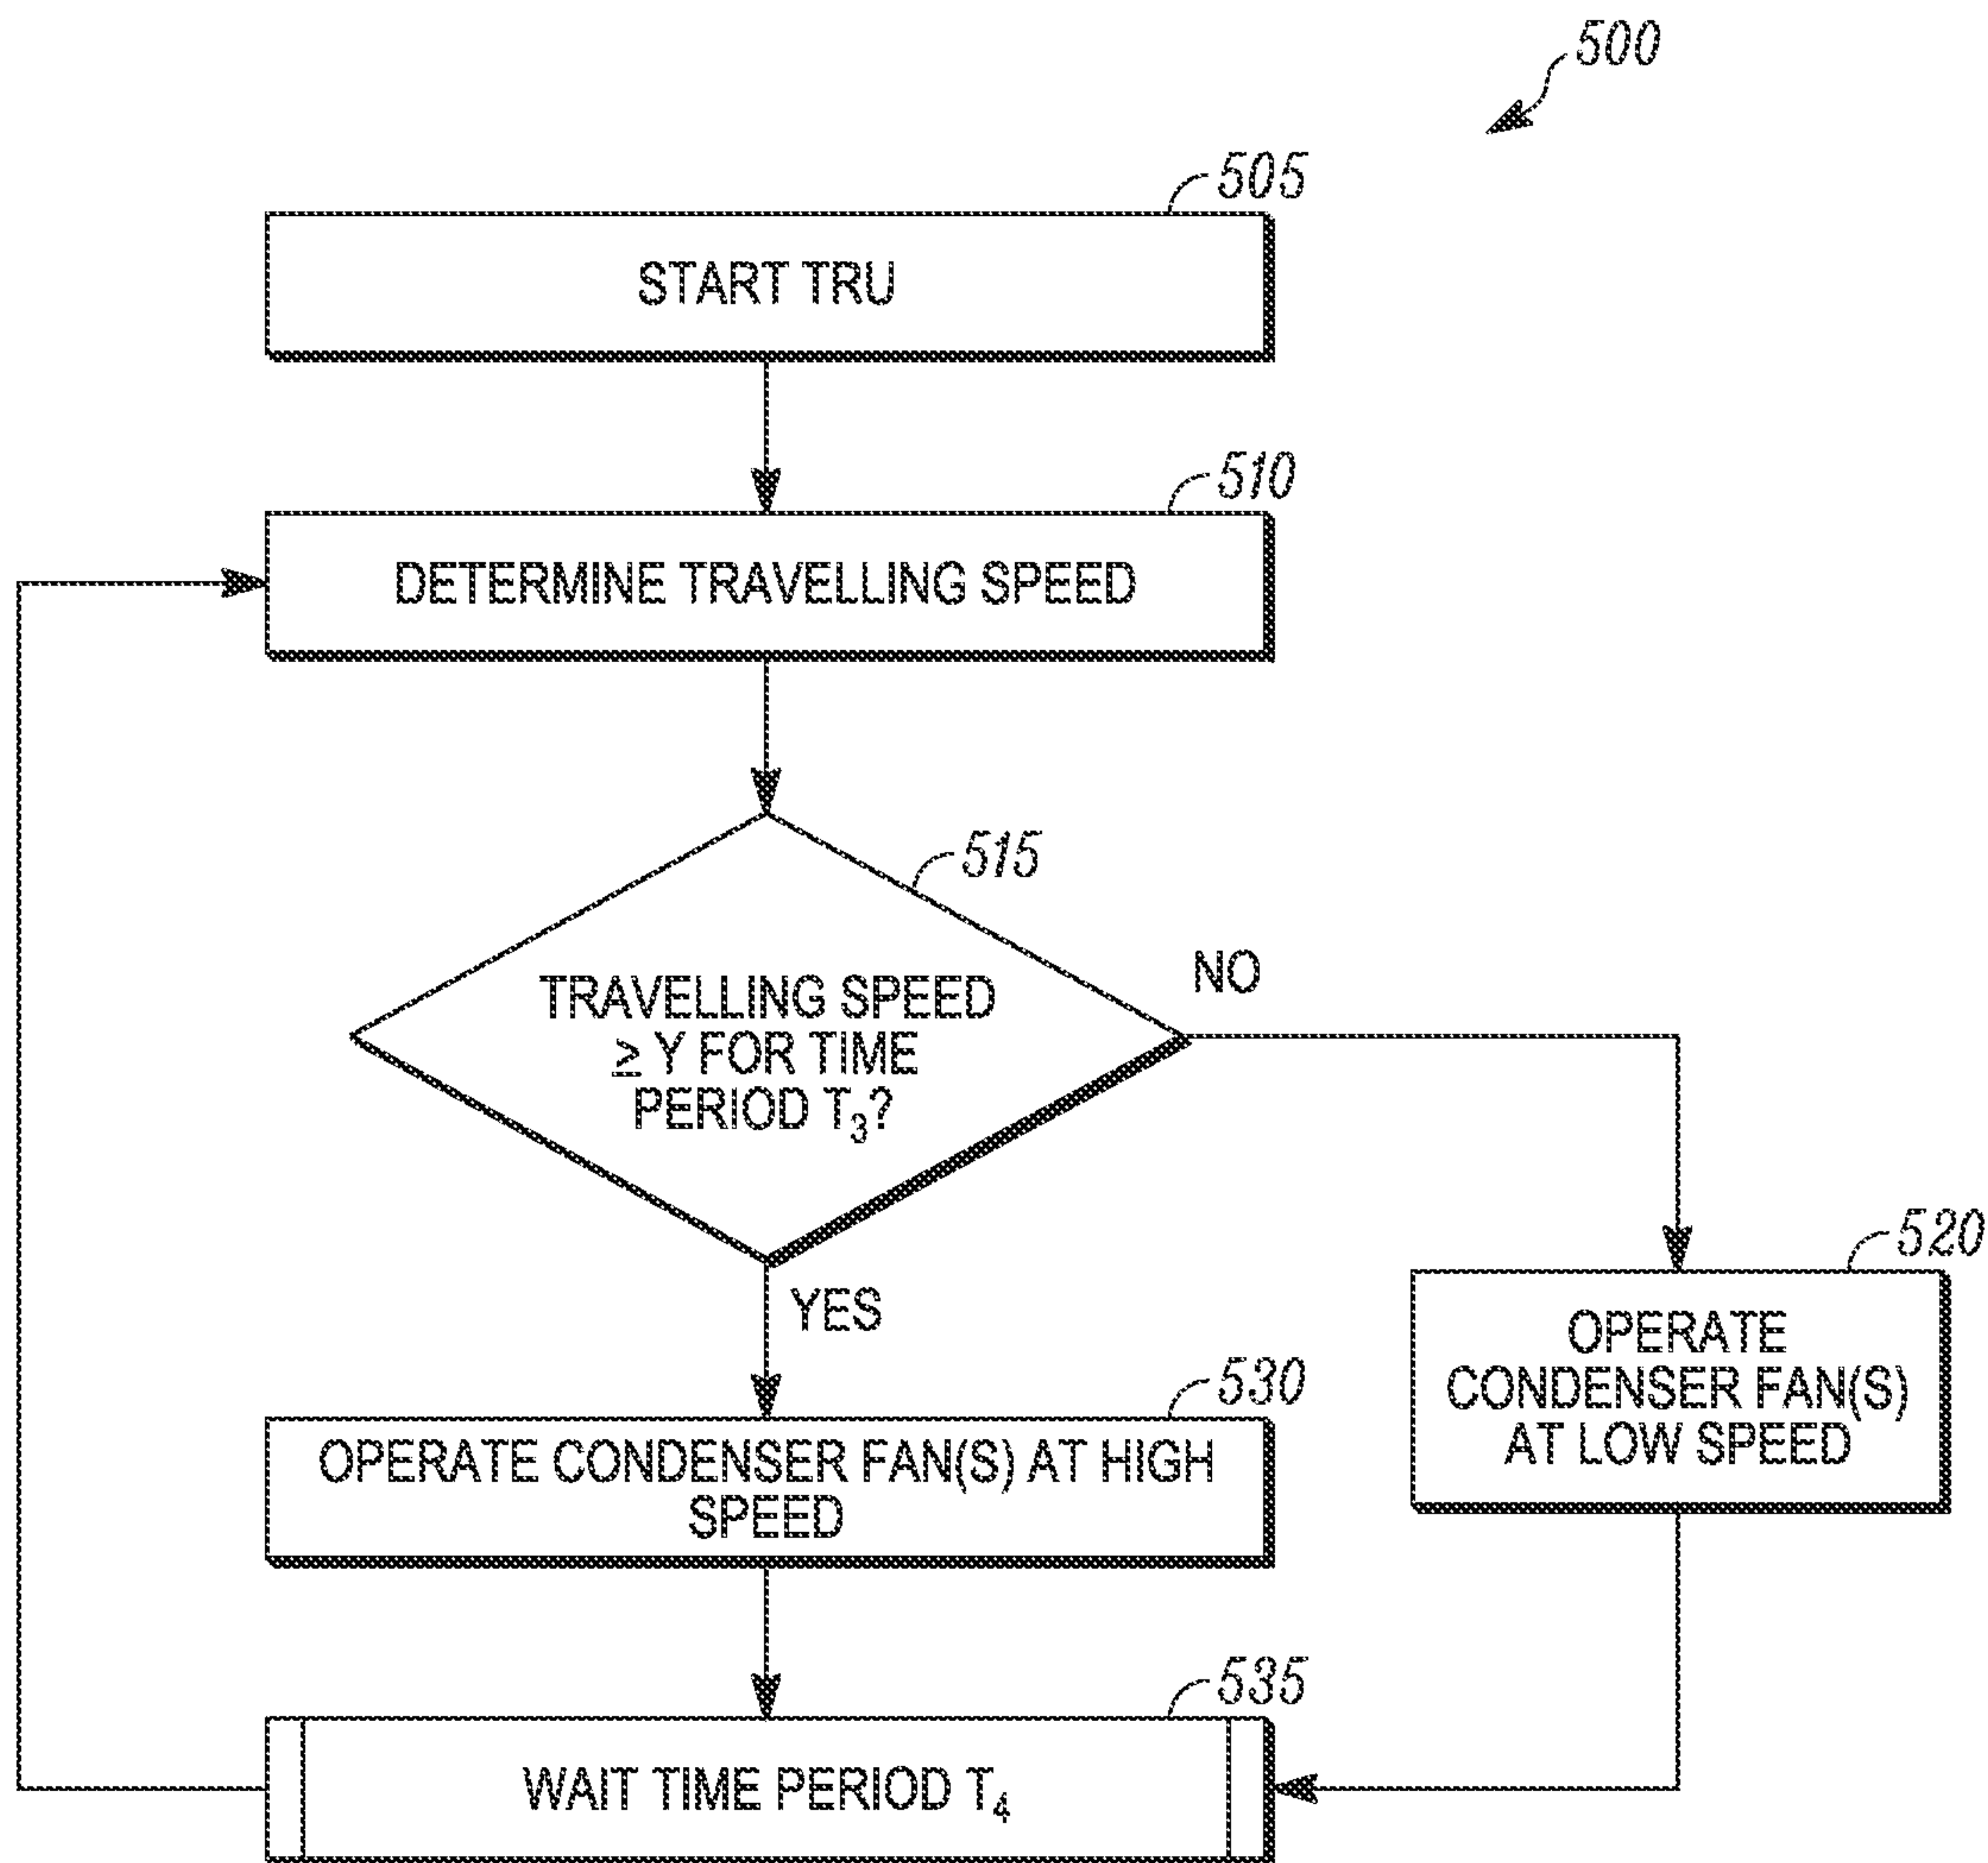 500
505
START TRU
510
DETERMINE TRAVELLING SPEED
515
TRAVELLING SPEED
≥ Y FOR TIME
PERIOD T₃?
NO
YES
520
OPERATE
CONDENSER FAN(S)
AT LOW SPEED
530
OPERATE CONDENSER FAN(S) AT HIGH
SPEED
535
WAIT TIME PERIOD T₄